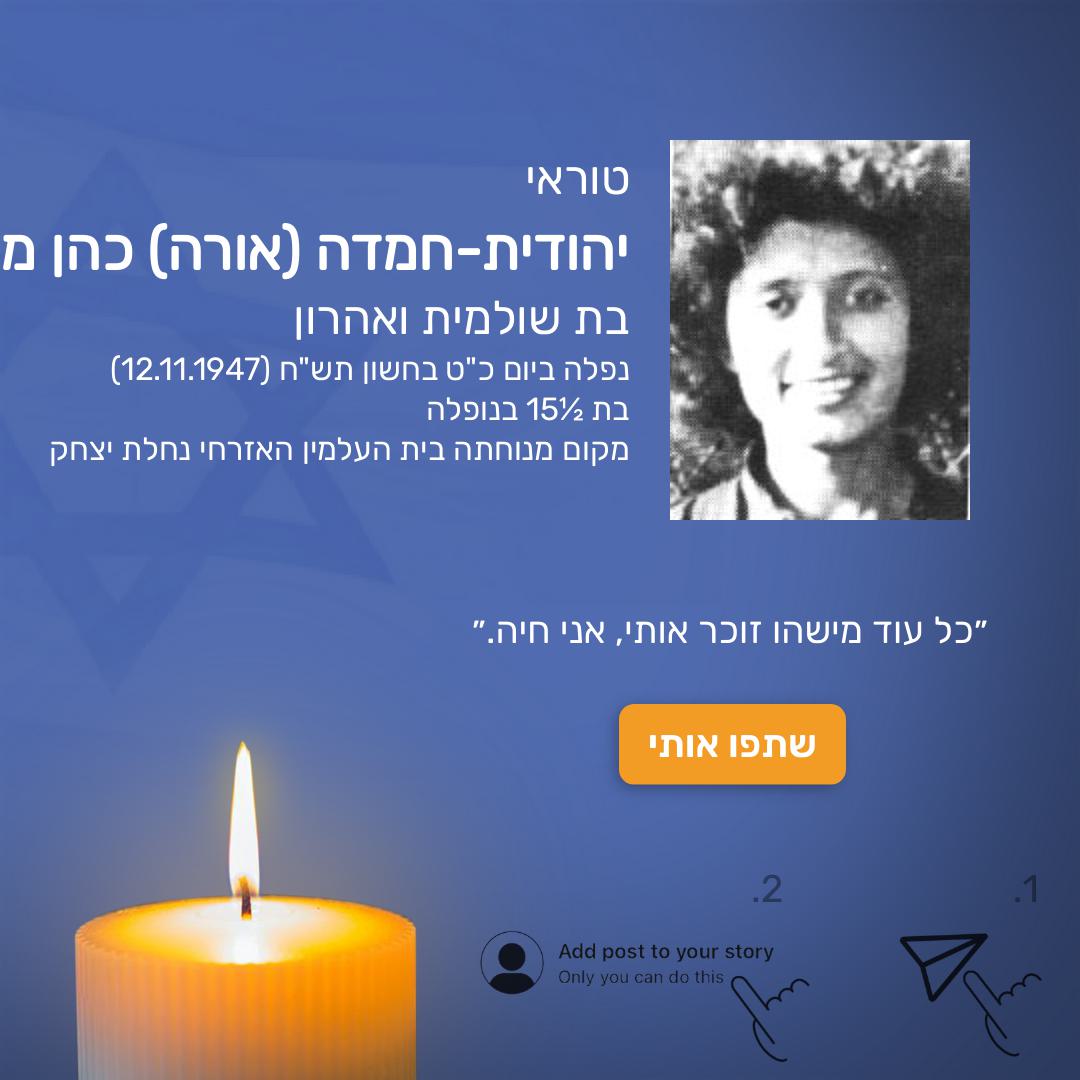 טוראי
יהודית-חמדה (אורה) כהן מ
בת שולמית ואהרון
נפלה ביום כ"ט בחשון תש"ח (12.11.1947)
בת 15½ בנופלה
מקום מנוחתה בית העלמין האזרחי נחלת יצחק
״כל עוד מישהו זוכר אותי, אני חיה.״
שתפו אותי
.1
.2
Add post to your story
Only you can do this